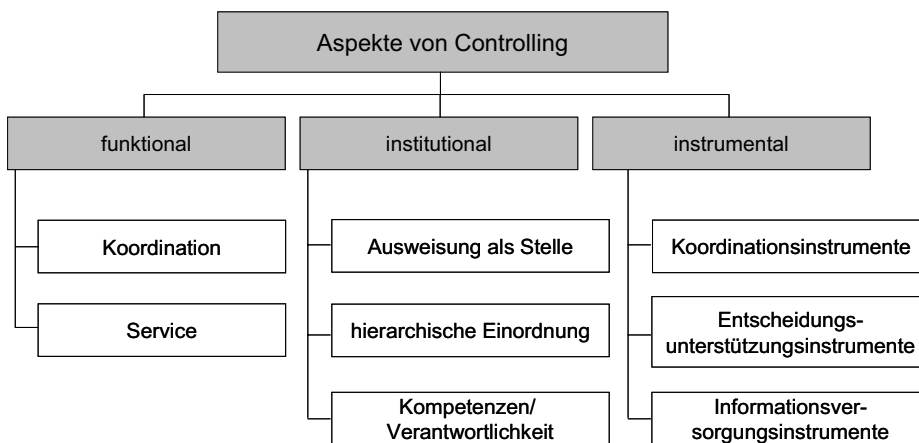 Aspekte von Controlling
funktional
institutional
instrumental
Koordination
Service
Ausweisung als Stelle
hierarchische Einordnung
Kompetenzen/
Verantwortlichkeit
Koordinationsinstrumente
Entscheidungs-
unterstützungsinstrumente
Informationsver-
sorgungsinstrumente